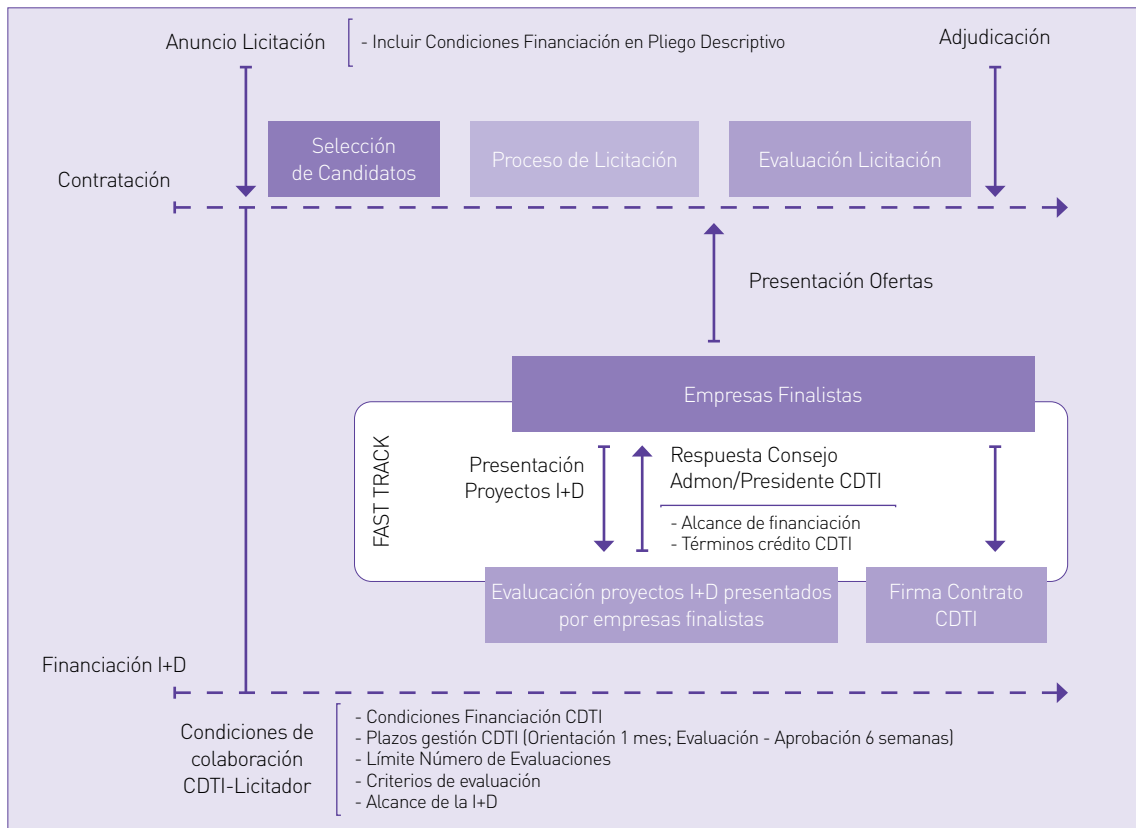 Anuncio Licitación
- Incluir Condiciones Financiación en Pliego Descriptivo
Adjudicación
Selección
de Candidatos
Proceso de Licitación
Evaluación Licitación
Contratación
Presentación Ofertas
Empresas Finalistas
FAST TRACK
Presentación
Proyectos I+D
Respuesta Consejo
Admon/Presidente CDTI
- Alcance de financiación
- Términos crédito CDTI
Evalucación proyectos I+D presentados
por empresas finalistas
Firma Contrato
CDTI
Financiación I+D
Condiciones de
colaboración
CDTI-Licitador
- Condiciones Financiación CDTI
- Plazos gestión CDTI (Orientación 1 mes; Evaluación - Aprobación 6 semanas)
- Límite Número de Evaluaciones
- Criterios de evaluación
- Alcance de la I+D